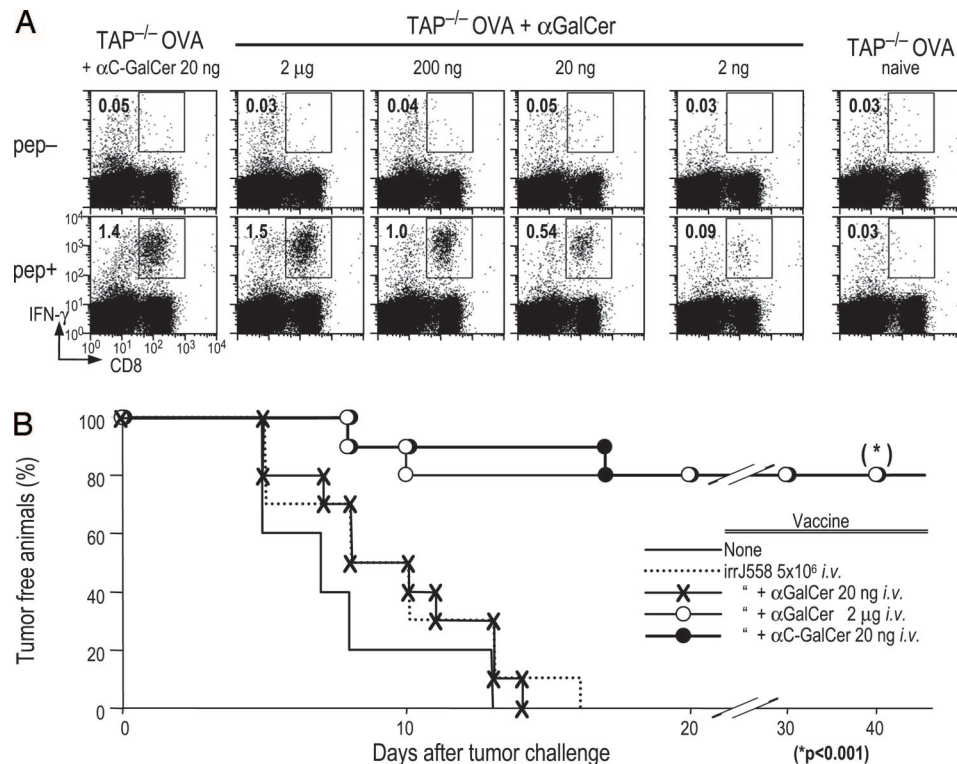 A
TAP–/– OVA
+ αC-GalCer 20 ng
TAP–/– OVA + αGalCer
2 μg 200 ng 20 ng 2 ng
TAP–/– OVA
naive
pep–
0.05 0.03 0.04 0.05 0.03 0.03
pep+
10⁴
10³
10²
10¹
10⁰
1.4 1.5 1.0 0.54 0.09 0.03
IFN-γ
10⁰ 10¹ 10² 10³ 10⁴
CD8
B
Tumor free animals (%)
100
80
60
40
20
0
(*)
Vaccine
None
irrJ558 5x10⁶ i.v.
“ + αGalCer 20 ng i.v.
“ + αGalCer 2 μg i.v.
“ + αC-GalCer 20 ng i.v.
0 10 20 30 40
Days after tumor challenge
(*p<0.001)